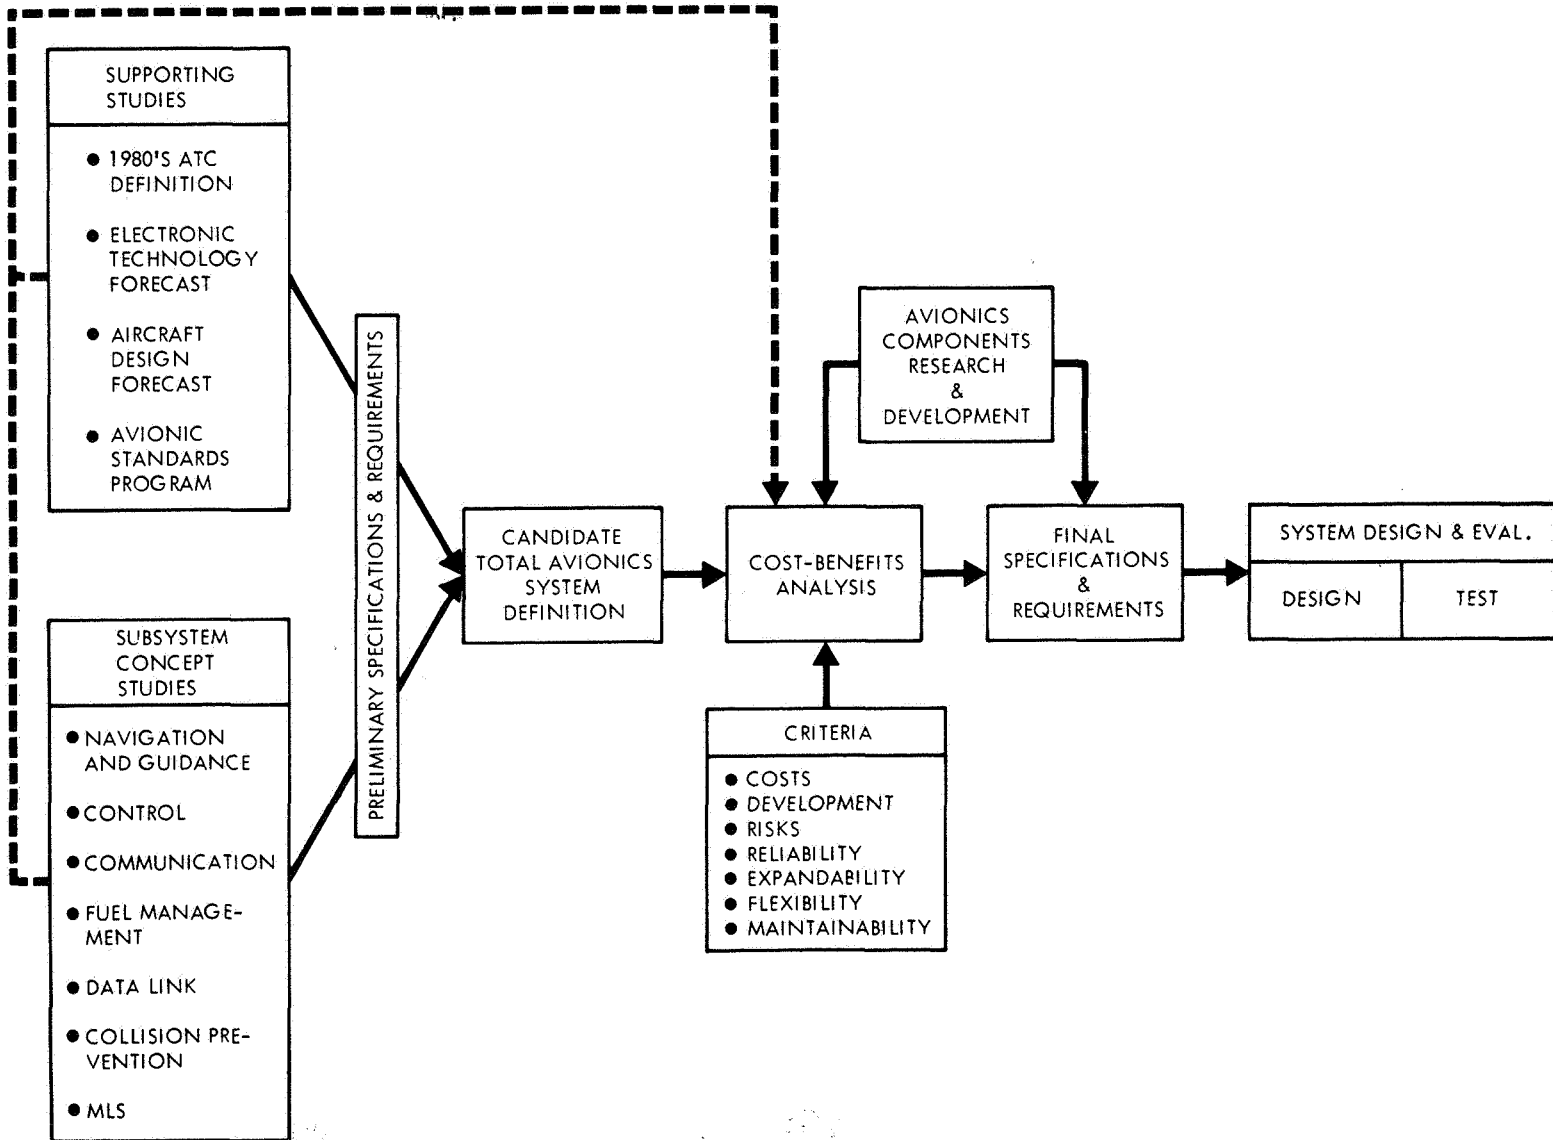 SUPPORTING
STUDIES
● 1980'S ATC
DEFINITION
● ELECTRONIC
TECHNOLOGY
FORECAST
● AIRCRAFT
DESIGN
FORECAST
● AVIONIC
STANDARDS
PROGRAM
SUBSYSTEM
CONCEPT
STUDIES
● NAVIGATION
AND GUIDANCE
● CONTROL
● COMMUNICATION
● FUEL MANAGE-
MENT
● DATA LINK
● COLLISION PRE-
VENTION
● MLS
PRELIMINARY SPECIFICATIONS & REQUIREMENTS
CANDIDATE
TOTAL AVIONICS
SYSTEM
DEFINITION
COST-BENEFITS
ANALYSIS
AVIONICS
COMPONENTS
RESEARCH
&
DEVELOPMENT
CRITERIA
● COSTS
● DEVELOPMENT
● RISKS
● RELIABILITY
● EXPANDABILITY
● FLEXIBILITY
● MAINTAINABILITY
FINAL
SPECIFICATIONS
&
REQUIREMENTS
SYSTEM DESIGN & EVAL.
DESIGN
TEST